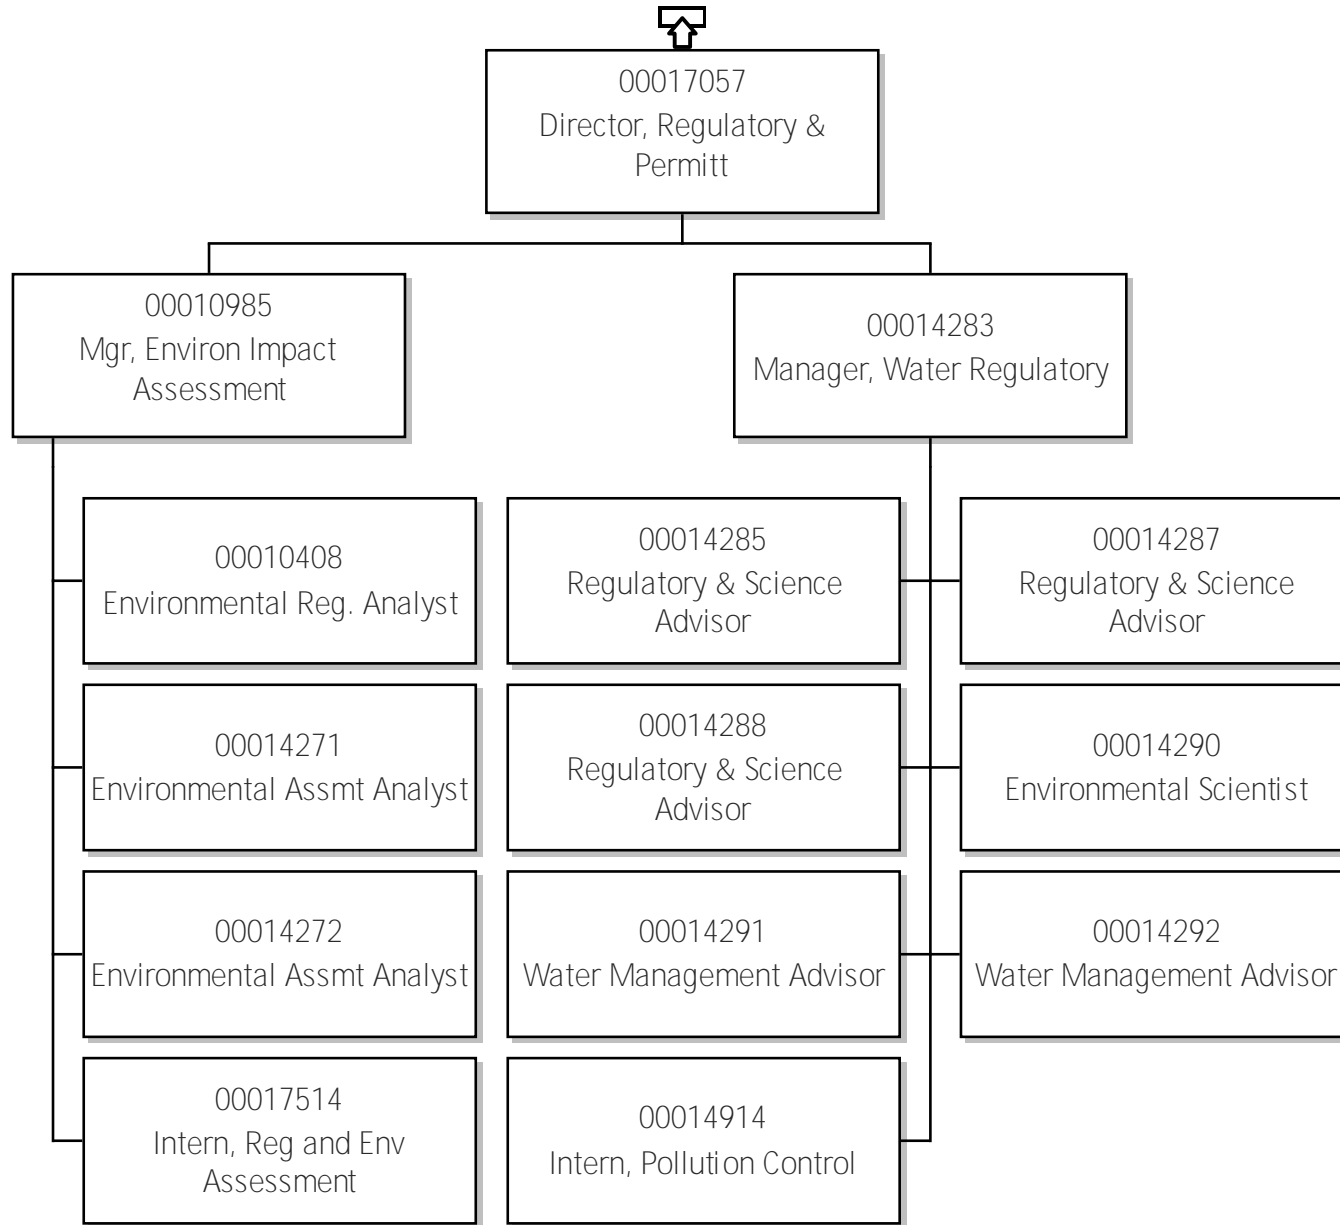 00017057
Director, Regulatory &
Permitt
00010985
Mgr, Environ Impact
Assessment
00014283
Manager, Water Regulatory
00010408
Environmental Reg. Analyst
00014285
Regulatory & Science
Advisor
00014287
Regulatory & Science
Advisor
00014271
Environmental Assmt Analyst
00014288
Regulatory & Science
Advisor
00014290
Environmental Scientist
00014272
Environmental Assmt Analyst
00014291
Water Management Advisor
00014292
Water Management Advisor
00017514
Intern, Reg and Env
Assessment
00014914
Intern, Pollution Control